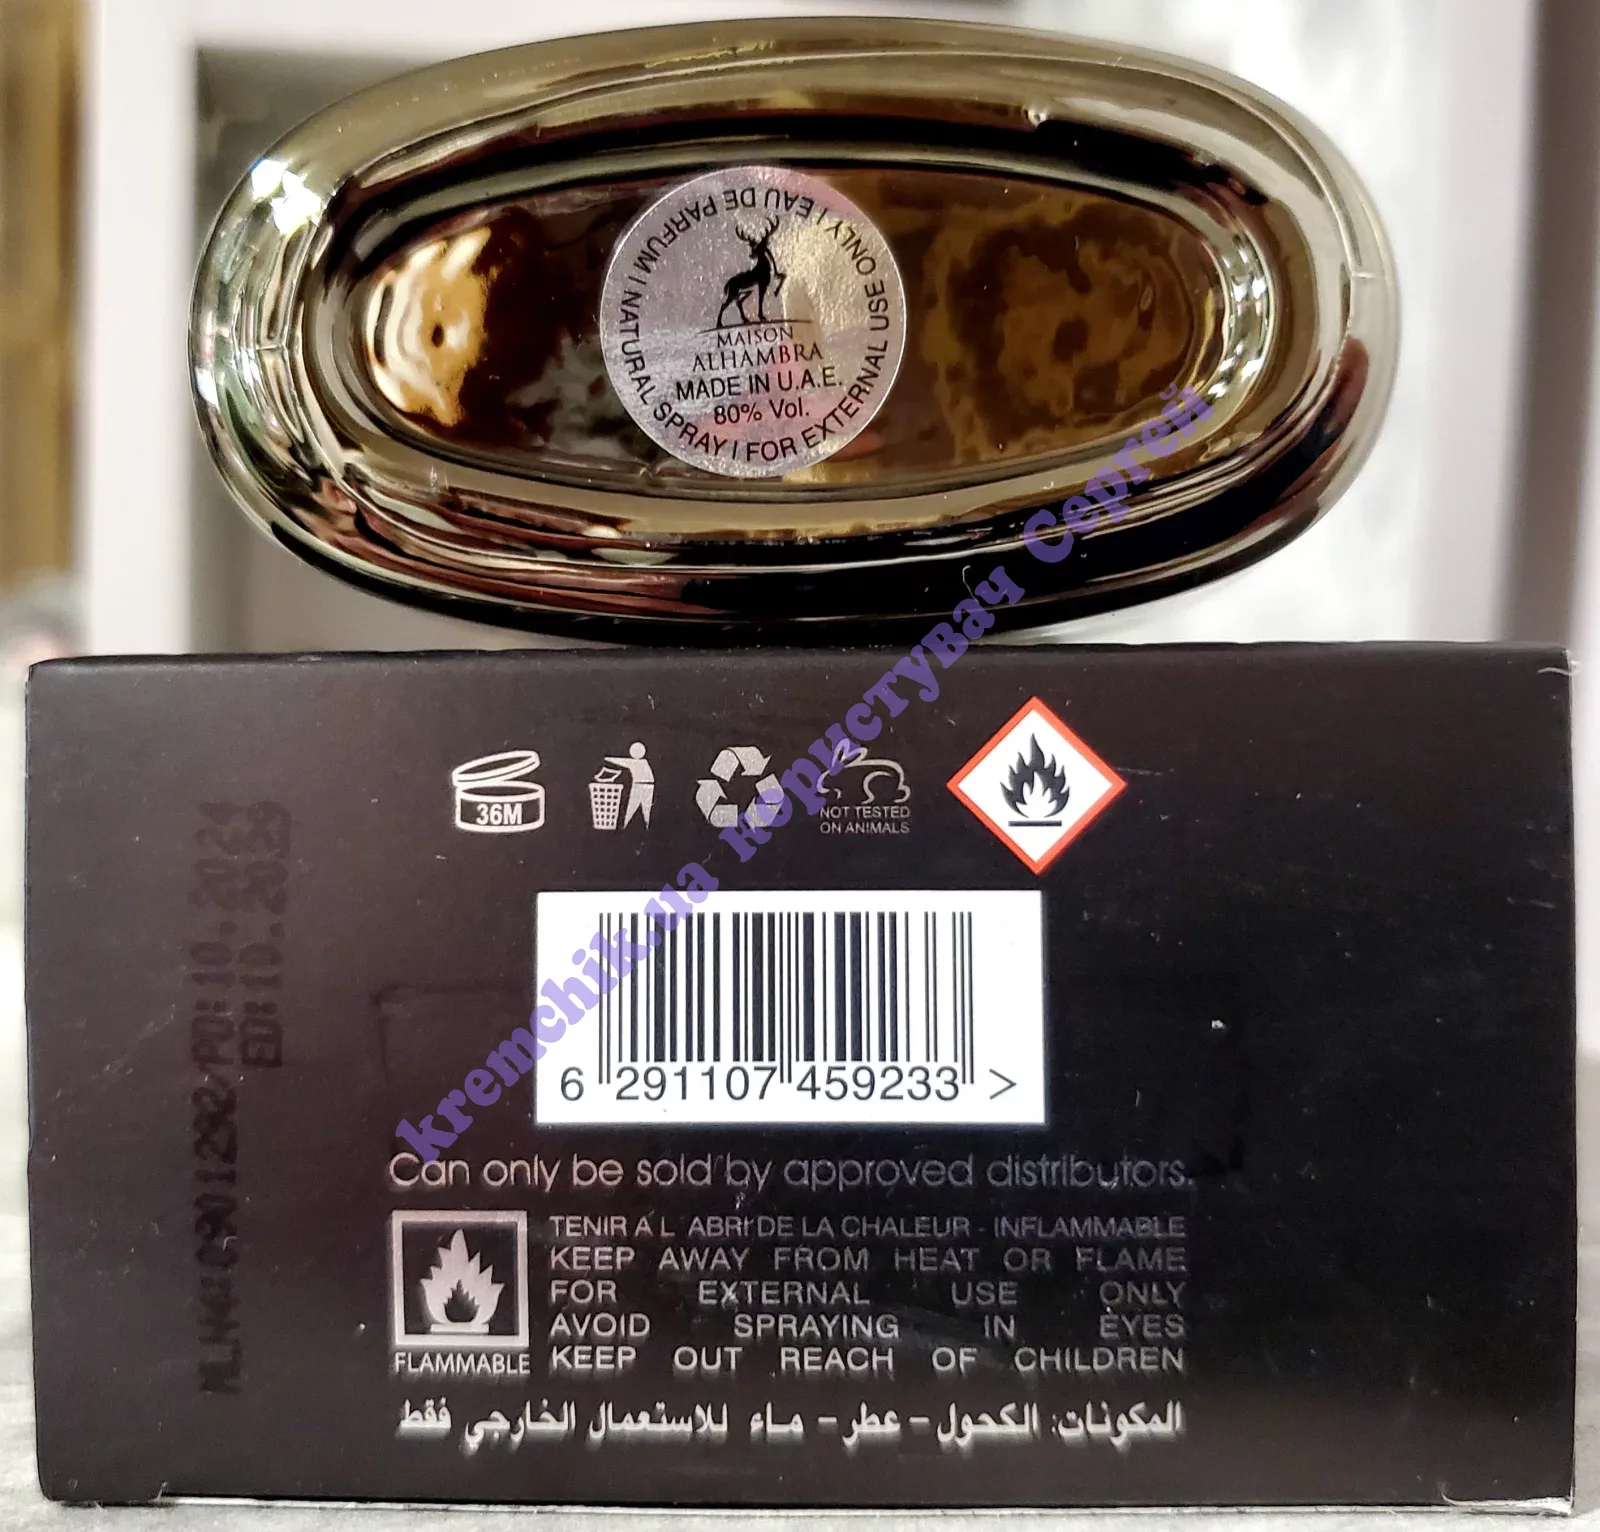 EAU DE PARFUM | NATURAL SPRAY | FOR EXTERNAL USE ONLY |
MAISON
ALHAMBRA
MADE IN U.A.E.
80% Vol.
36M
NOT TESTED
ON ANIMALS
PD:10.2024
ED:10.2029
6 291107 459233 >
Can only be sold by approved distributors.
TENIR A L ABRI DE LA CHALEUR - INFLAMMABLE
KEEP AWAY FROM HEAT OR FLAME
FOR EXTERNAL USE ONLY
AVOID SPRAYING IN EYES
KEEP OUT REACH OF CHILDREN
FLAMMABLE
المكونات: الكحول - عطر - ماء للاستعمال الخارجي فقط
kremchik.ua користувач Сергей